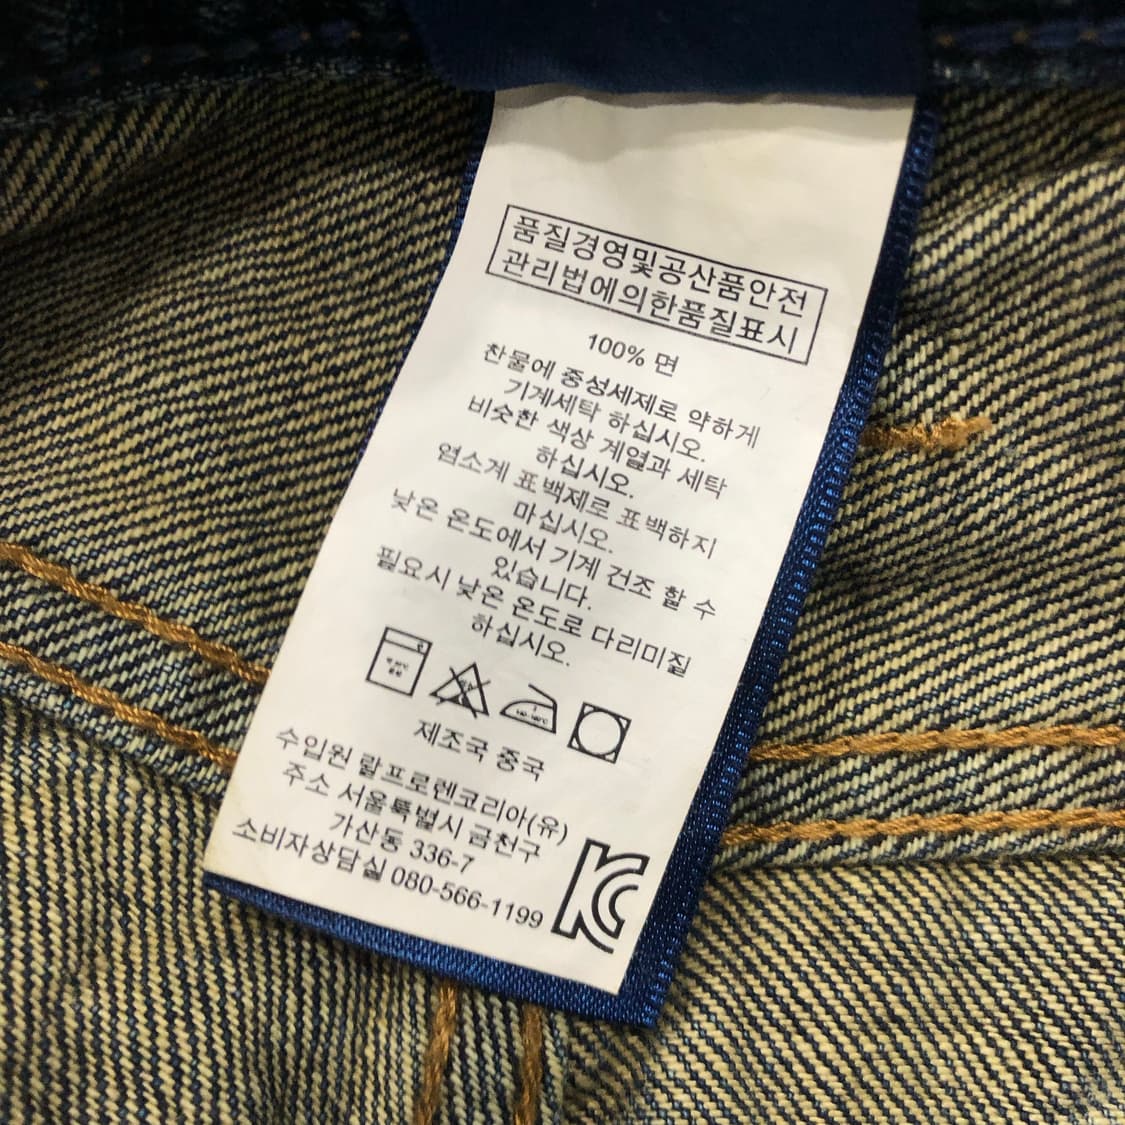 품질경영및공산품안전
관리법에의한품질표시
100% 면
찬물에 중성세제로 약하게
기계세탁 하십시오.
비슷한 색상 계열과 세탁
하십시오.
염소계 표백제로 표백하지
마십시오.
낮은 온도에서 기계 건조 할 수
있습니다.
필요시 낮은 온도로 다리미질
하십시오.
제조국 중국
수입원 랄프로렌코리아(유)
주소 서울특별시 금천구
가산동 336-7
소비자상담실 080-566-1199
KC